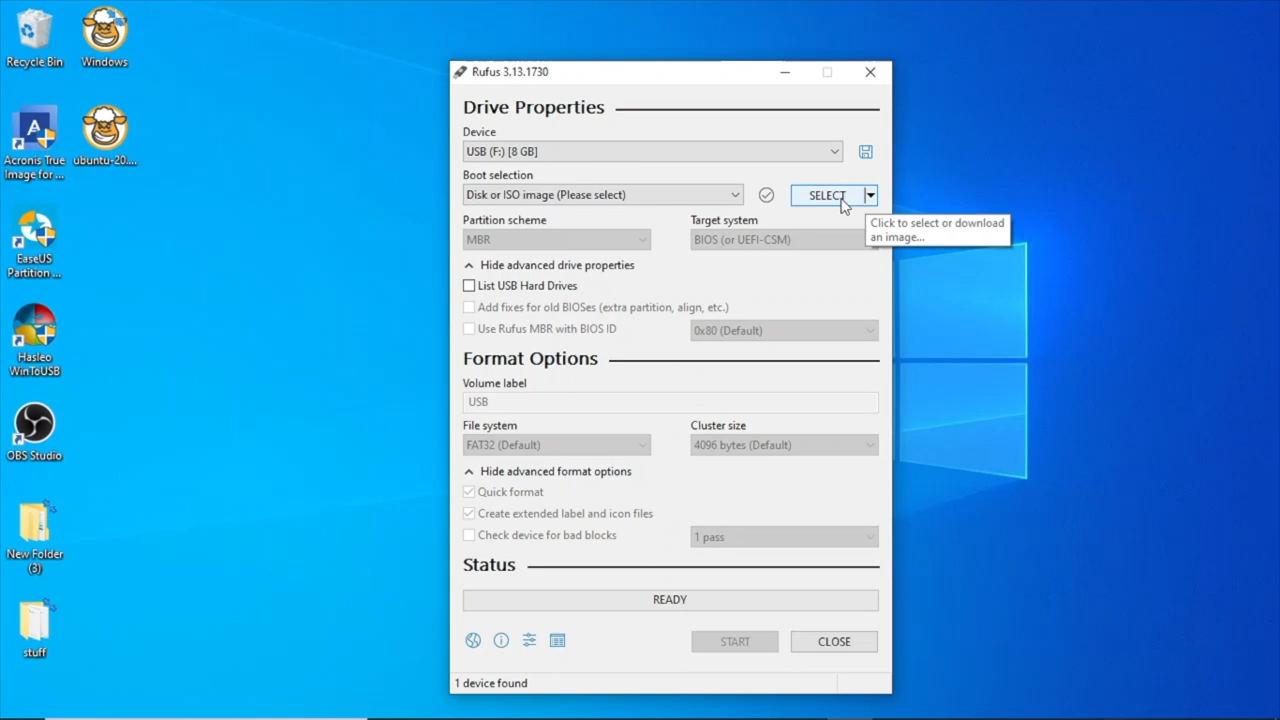 Recycle Bin
Windows
Acronis True
Image for ...
ubuntu-20....
EaseUS
Partition ...
Hasleo
WinToUSB
OBS Studio
New Folder
(3)
stuff
Rufus 3.13.1730
Drive Properties
Device
USB (F:) [8 GB]
Boot selection
Disk or ISO image (Please select)
SELECT
Click to select or download
an image...
Partition scheme
Target system
MBR
BIOS (or UEFI-CSM)
Hide advanced drive properties
List USB Hard Drives
Add fixes for old BIOSes (extra partition, align, etc.)
Use Rufus MBR with BIOS ID
0x80 (Default)
Format Options
Volume label
USB
File system
Cluster size
FAT32 (Default)
4096 bytes (Default)
Hide advanced format options
Quick format
Create extended label and icon files
Check device for bad blocks
1 pass
Status
READY
START
CLOSE
1 device found